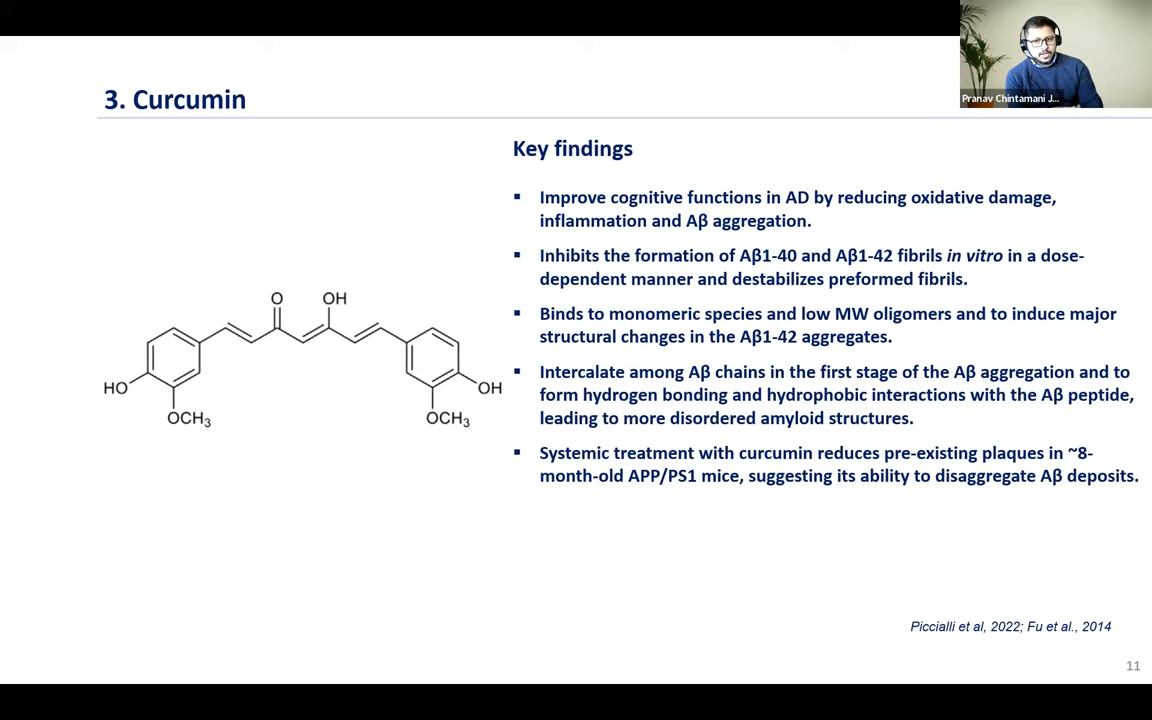 Pranav Chintamani J...
3. Curcumin
Key findings
▪ Improve cognitive functions in AD by reducing oxidative damage,
inflammation and Aβ aggregation.
▪ Inhibits the formation of Aβ1-40 and Aβ1-42 fibrils in vitro in a dose-
dependent manner and destabilizes preformed fibrils.
▪ Binds to monomeric species and low MW oligomers and to induce major
structural changes in the Aβ1-42 aggregates.
▪ Intercalate among Aβ chains in the first stage of the Aβ aggregation and to
form hydrogen bonding and hydrophobic interactions with the Aβ peptide,
leading to more disordered amyloid structures.
▪ Systemic treatment with curcumin reduces pre-existing plaques in ~8-
month-old APP/PS1 mice, suggesting its ability to disaggregate Aβ deposits.
O OH
HO OH
OCH3 OCH3
Piccialli et al, 2022; Fu et al., 2014
11